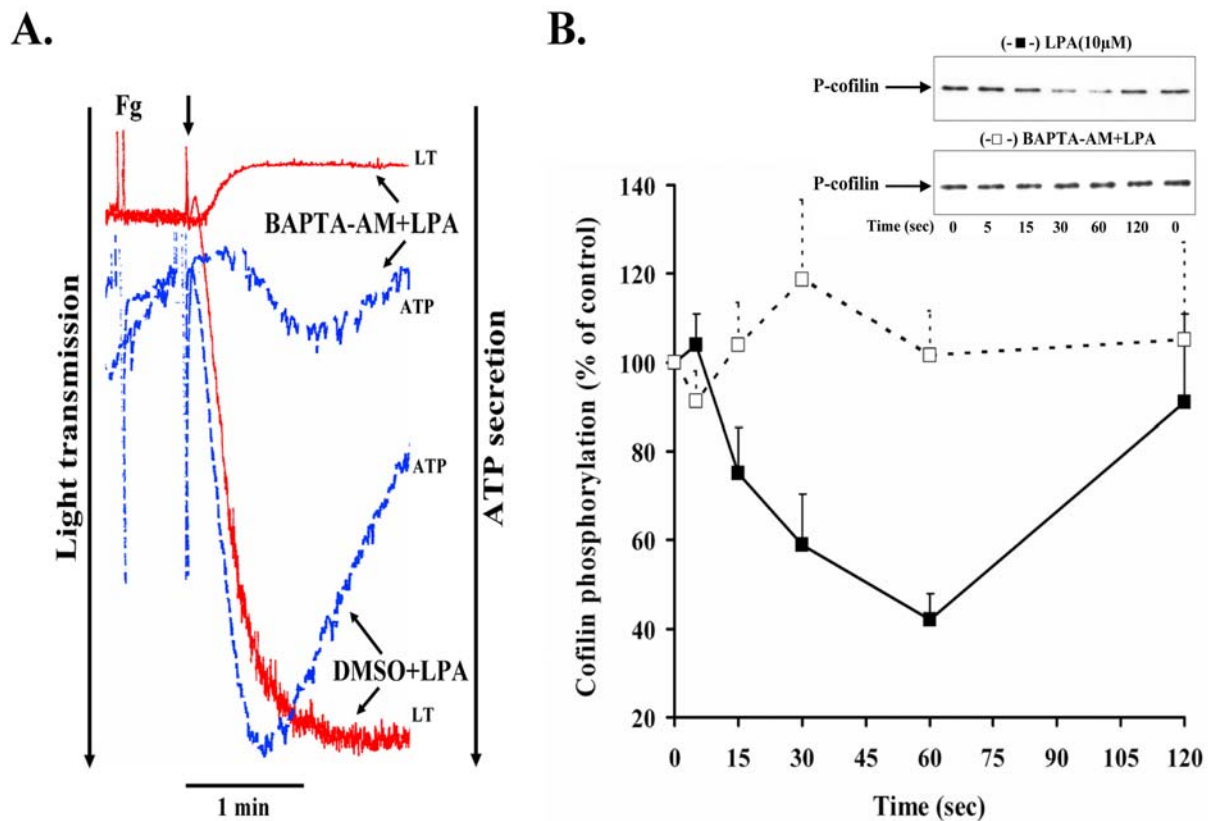 A.
Fg
LT
BAPTA-AM+LPA
ATP
ATP
DMSO+LPA
LT
Light transmission
ATP secretion
1 min
B.
(-■-) LPA(10µM)
P-cofilin
(-□-) BAPTA-AM+LPA
P-cofilin
Time (sec) 0 5 15 30 60 120 0
Cofilin phosphorylation (% of control)
140
120
100
80
60
40
20
0 15 30 45 60 75 90 105 120
Time (sec)